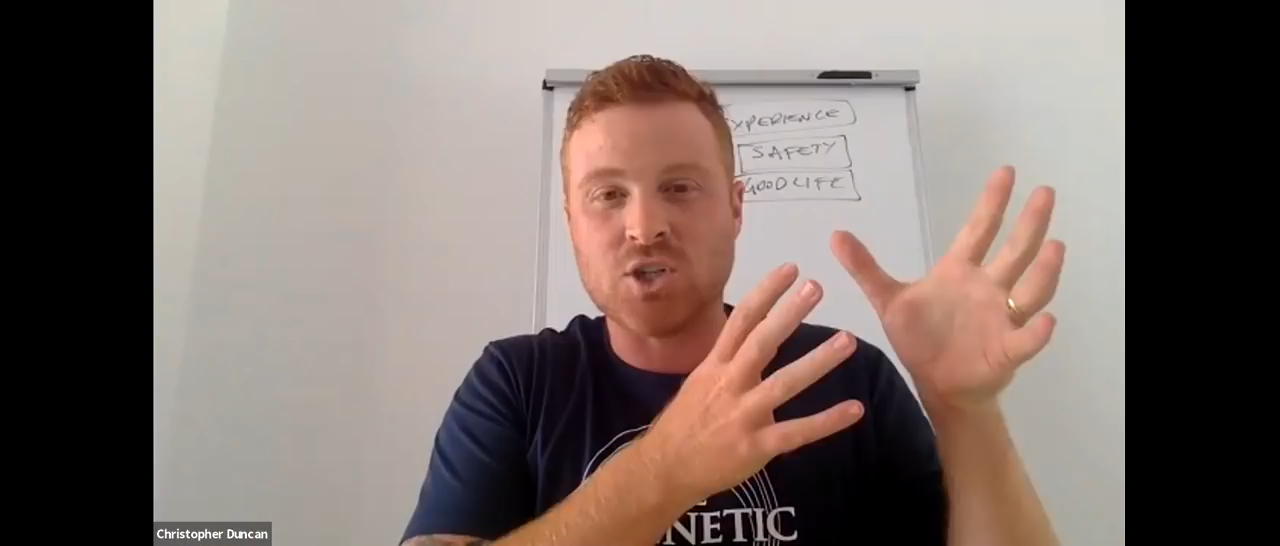 XPERIENCE
SAFETY
GOOD LIFE
NETIC
Christopher Duncan